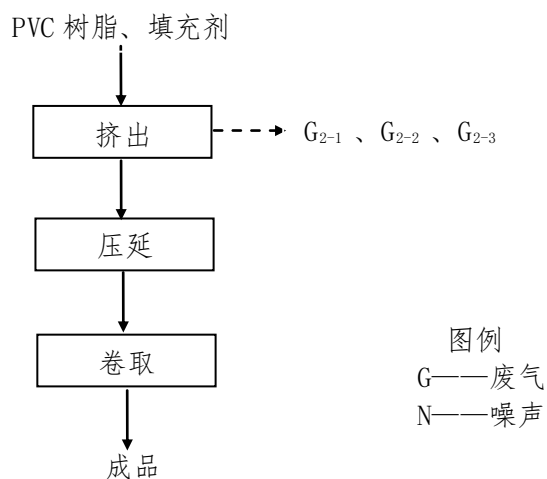 PVC 树脂、填充剂
挤出
G2-1 、G2-2 、G2-3
压延
卷取
图例
G——废气
N——噪声
成品